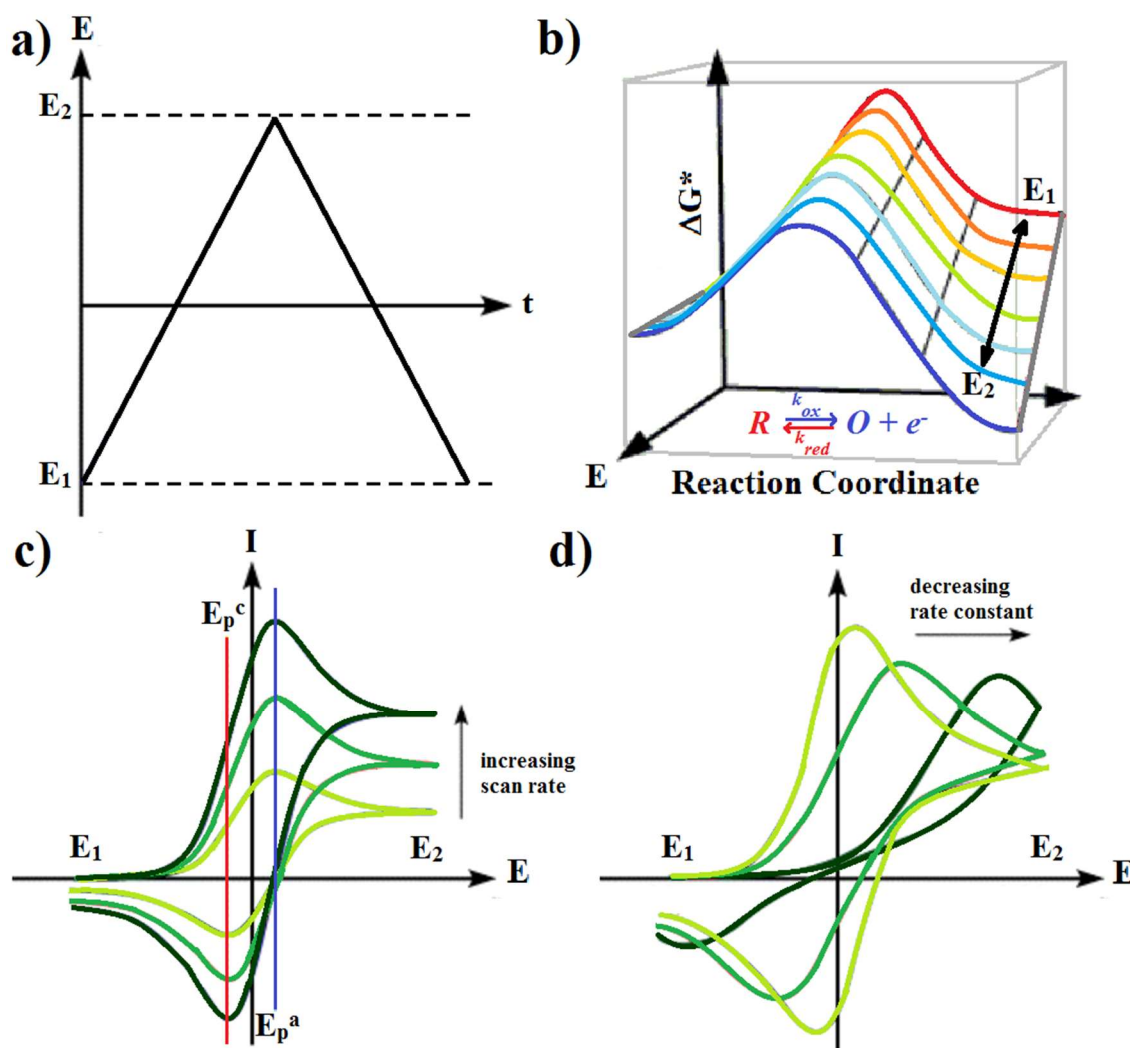 a)
E
E2
t
E1
b)
ΔG*
E1
E2
R kox kred O + e-
E
Reaction Coordinate
c)
I
Epc
increasing
scan rate
E1
E2
E
Epa
d)
I
decreasing
rate constant
E1
E2
E